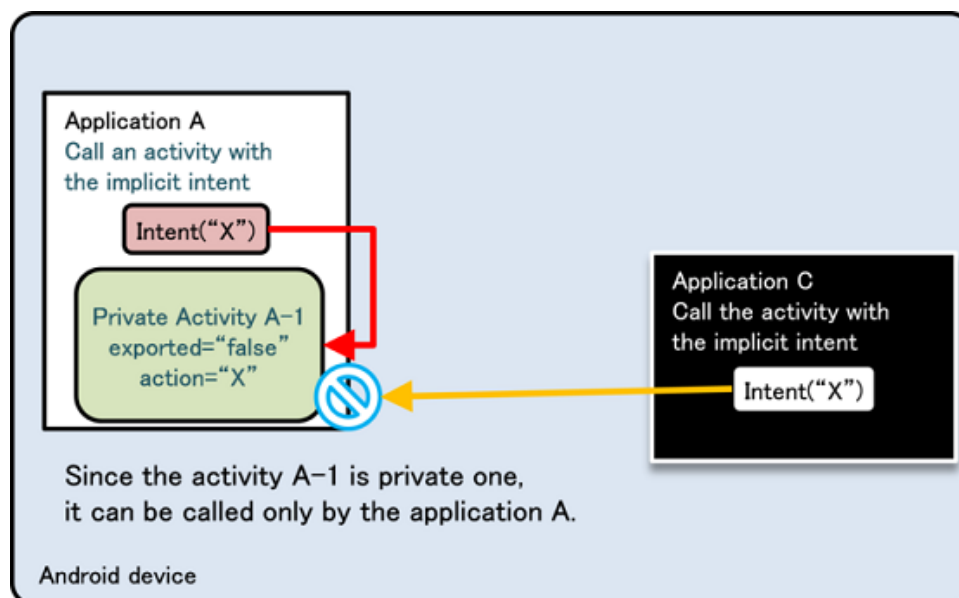 Application A
Call an activity with
the implicit intent
Intent(“X”)
Private Activity A-1
exported=“false”
action=“X”
Application C
Call the activity with
the implicit intent
Intent(“X”)
Since the activity A-1 is private one,
it can be called only by the application A.
Android device